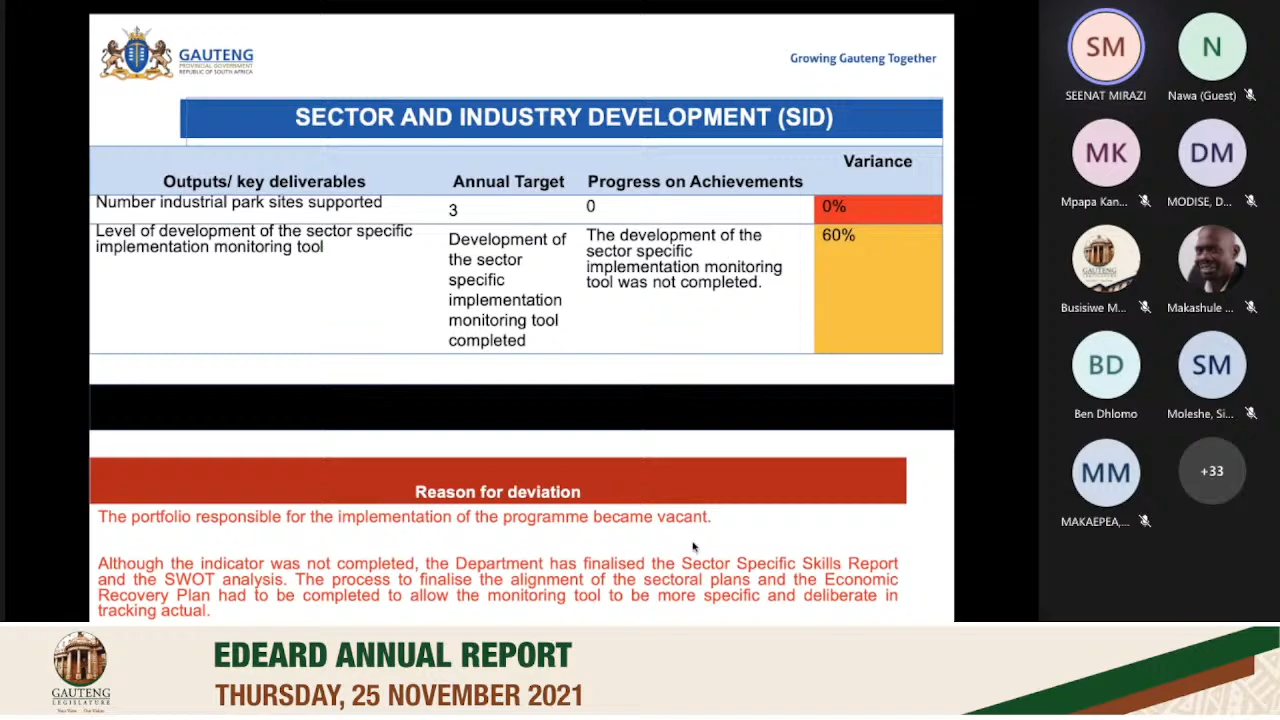 GAUTENG
PROVINCIAL GOVERNMENT
REPUBLIC OF SOUTH AFRICA
Growing Gauteng Together
SECTOR AND INDUSTRY DEVELOPMENT (SID)
Outputs/ key deliverables
Annual Target
Progress on Achievements
Variance
Number industrial park sites supported
3
0
0%
Level of development of the sector specific
implementation monitoring tool
Development of
the sector
specific
implementation
monitoring tool
completed
The development of the
sector specific
implementation monitoring
tool was not completed.
60%
Reason for deviation
The portfolio responsible for the implementation of the programme became vacant.
Although the indicator was not completed, the Department has finalised the Sector Specific Skills Report
and the SWOT analysis. The process to finalise the alignment of the sectoral plans and the Economic
Recovery Plan had to be completed to allow the monitoring tool to be more specific and deliberate in
tracking actual.
SM
SEENAT MIRAZI
N
Nawa (Guest)
MK
Mpapa Kan...
DM
MODISE, D...
GAUTENG
Busisiwe M...
Makashule ...
BD
Ben Dhlomo
SM
Moleshe, Si...
MM
MAKAEPEA,...
+33
GAUTENG
LEGISLATURE
EDEARD ANNUAL REPORT
THURSDAY, 25 NOVEMBER 2021